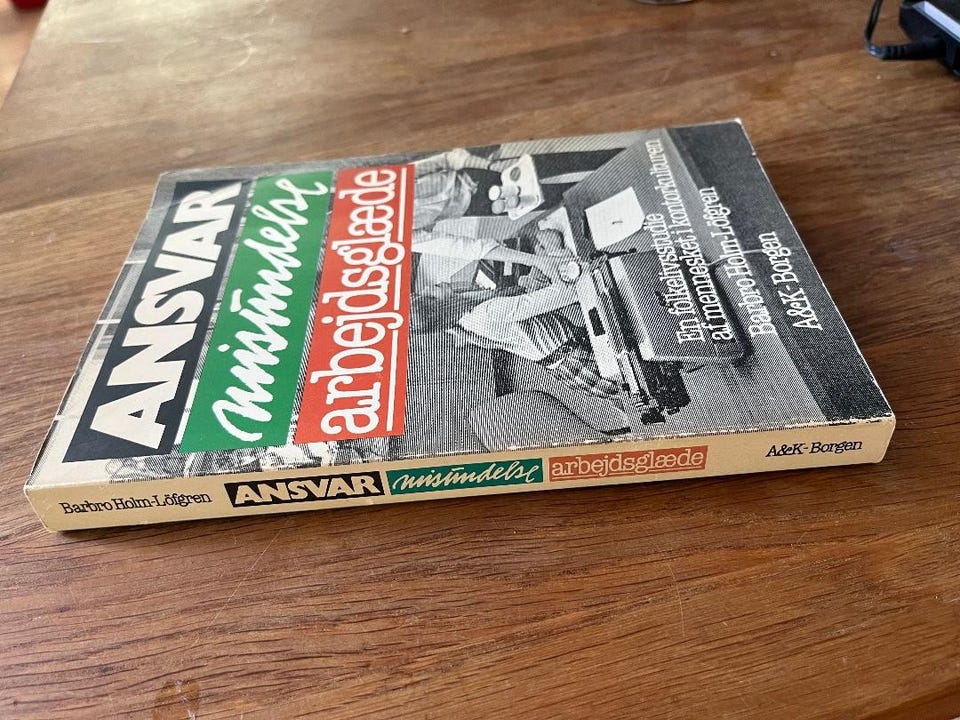 ANSVAR
misundelse
arbejdsglæde
En folkelivsstudie
af mennesket i kontorkulturen
Barbro Holm-Löfgren
A&K-Borgen
Barbro Holm-Löfgren ANSVAR misundelse arbejdsglæde A&K-Borgen